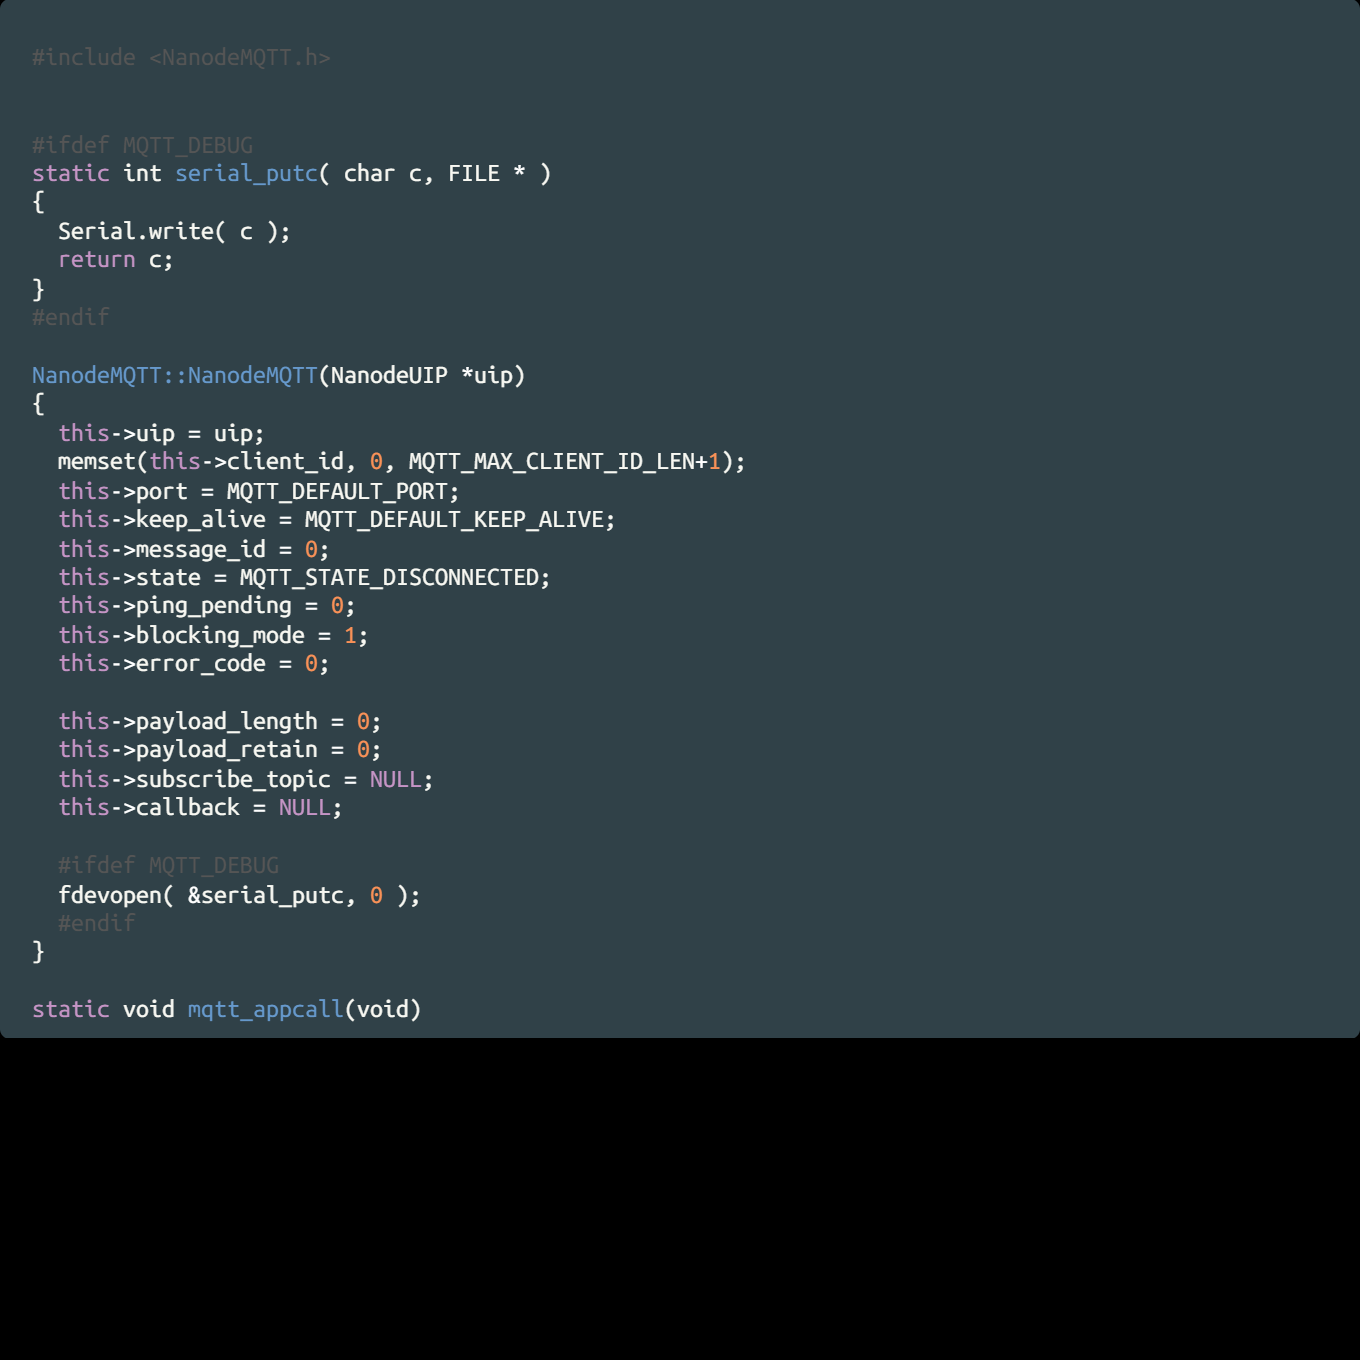 #include <NanodeMQTT.h>
#ifdef MQTT_DEBUG
static int serial_putc( char c, FILE * )
{
  Serial.write( c );
  return c;
}
#endif
NanodeMQTT::NanodeMQTT(NanodeUIP *uip)
{
  this->uip = uip;
  memset(this->client_id, 0, MQTT_MAX_CLIENT_ID_LEN+1);
  this->port = MQTT_DEFAULT_PORT;
  this->keep_alive = MQTT_DEFAULT_KEEP_ALIVE;
  this->message_id = 0;
  this->state = MQTT_STATE_DISCONNECTED;
  this->ping_pending = 0;
  this->blocking_mode = 1;
  this->error_code = 0;
  this->payload_length = 0;
  this->payload_retain = 0;
  this->subscribe_topic = NULL;
  this->callback = NULL;
  #ifdef MQTT_DEBUG
  fdevopen( &serial_putc, 0 );
  #endif
}
static void mqtt_appcall(void)